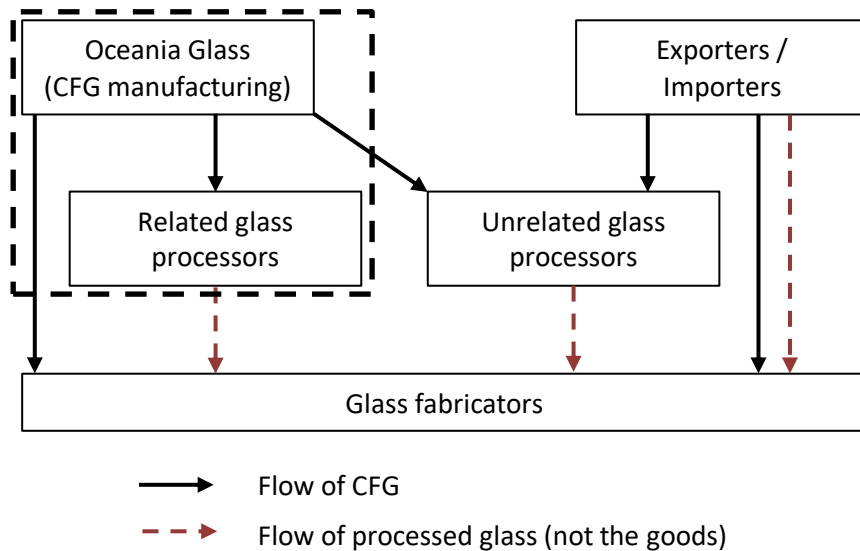 Oceania Glass
(CFG manufacturing)
Exporters /
Importers
Related glass
processors
Unrelated glass
processors
Glass fabricators
Flow of CFG
Flow of processed glass (not the goods)